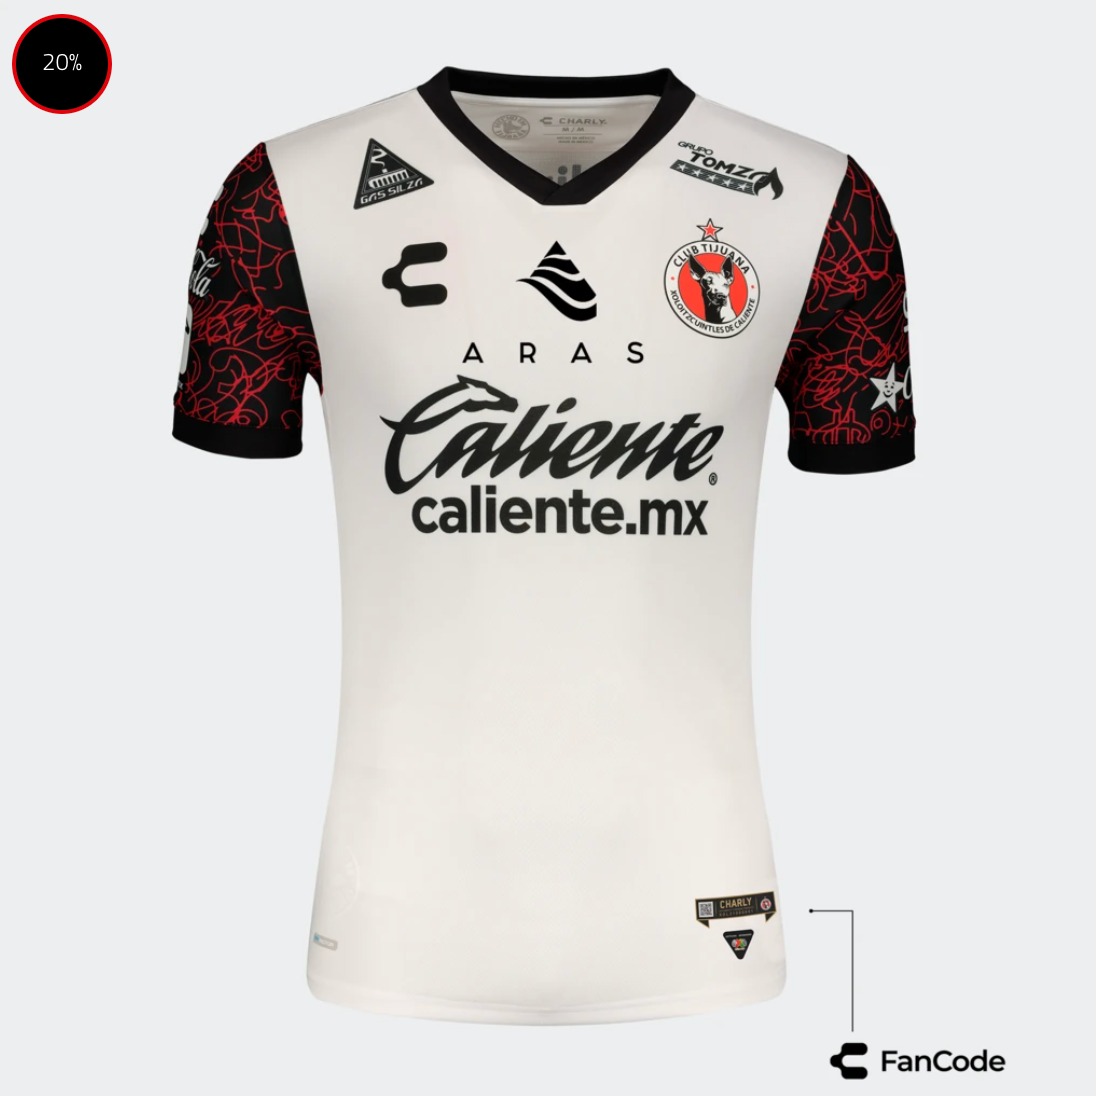 20%
CHARLY
M / M
GAS SILZA
GRUPO
TOMZA
CLUB TIJUANA
XOLOITZCUINTLES DE CALIENTE
ARAS
Caliente®
caliente.mx
CHARLY
FanCode